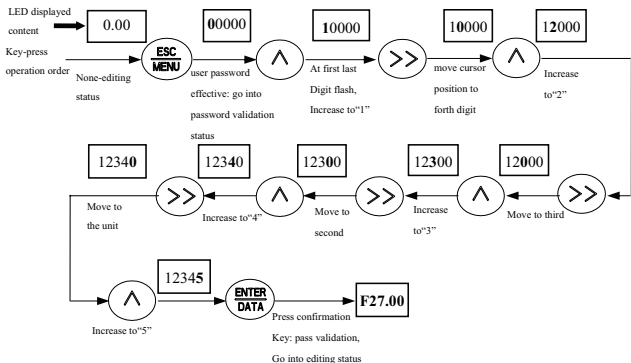 LED displayed
content
Key-press
operation order
0.00
None-editing
status
ESC
MENU
00000
user password
effective: go into
password validation
status
∧
10000
At first last
Digit flash,
Increase to“1”
>>
10000
move cursor
position to
forth digit
∧
12000
Increase
to“2”
>>
12000
Move to third
∧
12300
Increase
to“3”
>>
12300
Move to
second
∧
12340
Increase to“4”
>>
12340
Move to
the unit
∧
12345
Increase to“5”
ENTER
DATA
F27.00
Press confirmation
Key: pass validation,
Go into editing status